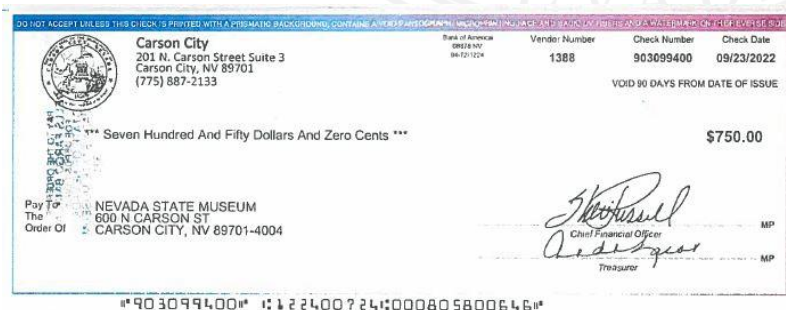 DO NOT ACCEPT UNLESS THIS CHECK IS PRINTED WITH A PRISMATIC BACKGROUND, CONTAINS A VOID PANTOGRAPH, MICROPRINTING
Carson City
201 N. Carson Street Suite 3
Carson City, NV 89701
(775) 887-2133
Bank of America
Vendor Number
1388
Check Number
903099400
Check Date
09/23/2022
VOID 90 DAYS FROM DATE OF ISSUE
*** Seven Hundred And Fifty Dollars And Zero Cents ***
$750.00
Pay To
The
Order Of
NEVADA STATE MUSEUM
600 N CARSON ST
CARSON CITY, NV 89701-4004
Chief Financial Officer
MP
Treasurer
MP
⑈903099400⑈ ⑆122400724⑆000805800646⑈